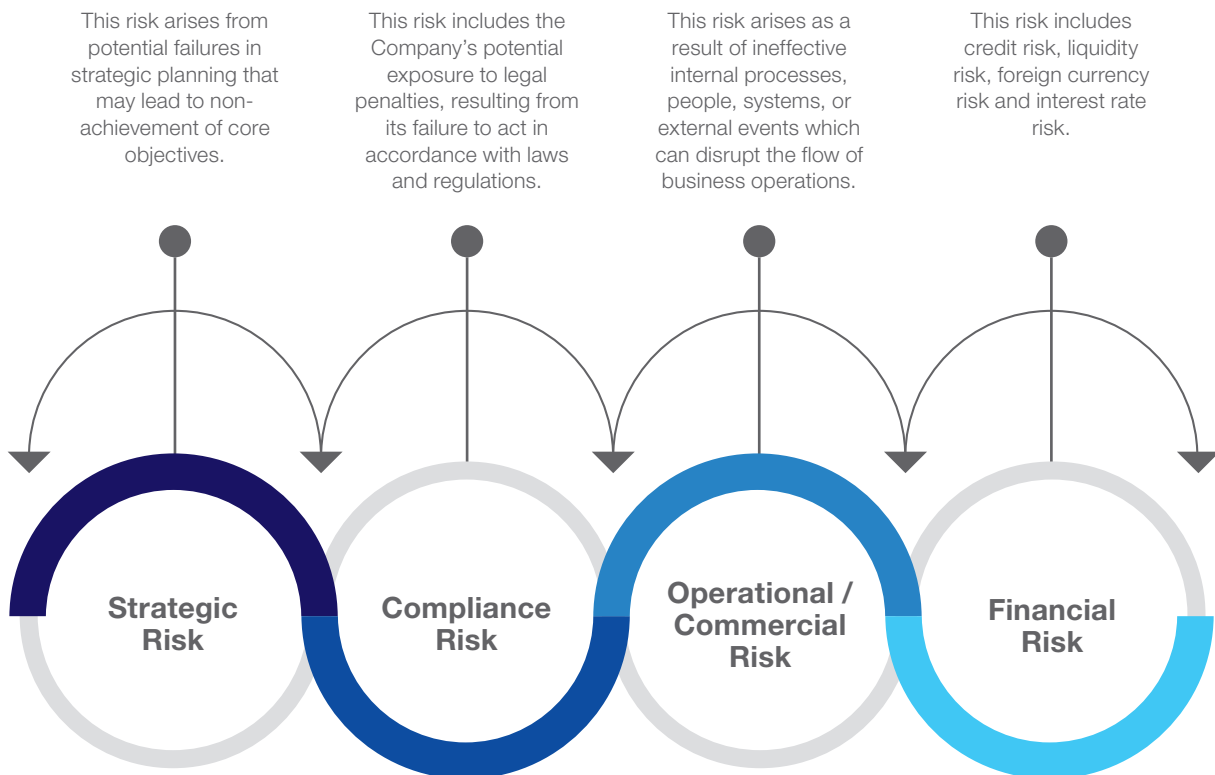 This risk arises from
potential failures in
strategic planning that
may lead to non-
achievement of core
objectives.
This risk includes the
Company’s potential
exposure to legal
penalties, resulting from
its failure to act in
accordance with laws
and regulations.
This risk arises as a
result of ineffective
internal processes,
people, systems, or
external events which
can disrupt the flow of
business operations.
This risk includes
credit risk, liquidity
risk, foreign currency
risk and interest rate
risk.
Strategic
Risk
Compliance
Risk
Operational /
Commercial
Risk
Financial
Risk